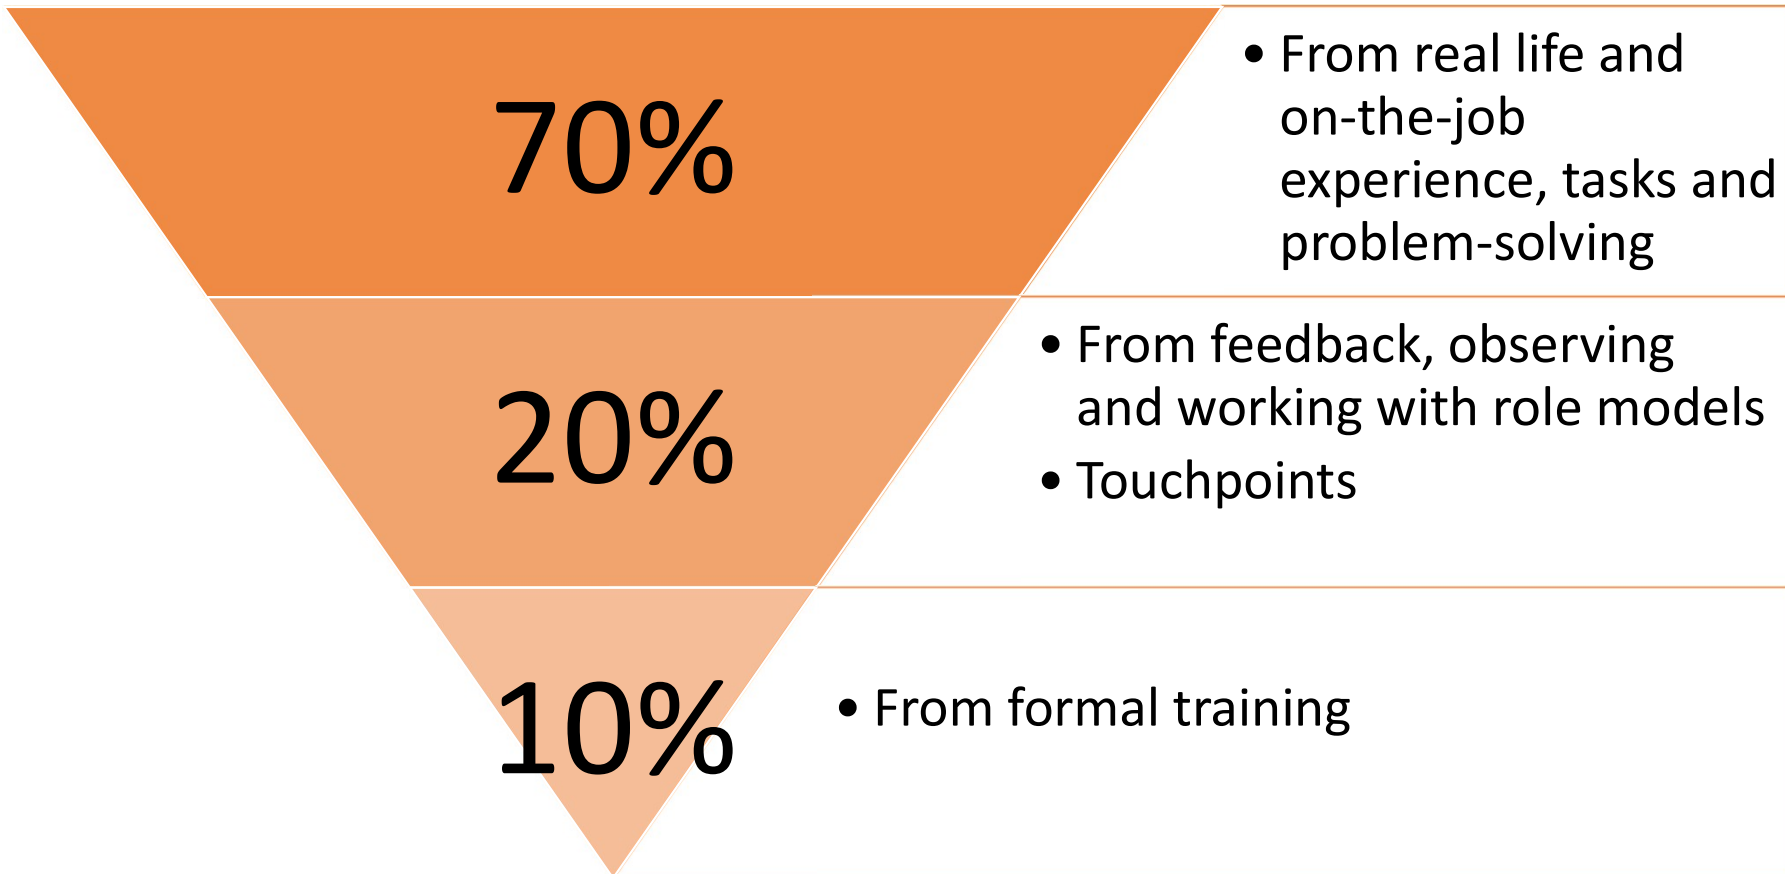 70%
• From real life and
on-the-job
experience, tasks and
problem-solving
20%
• From feedback, observing
and working with role models
• Touchpoints
10%
• From formal training